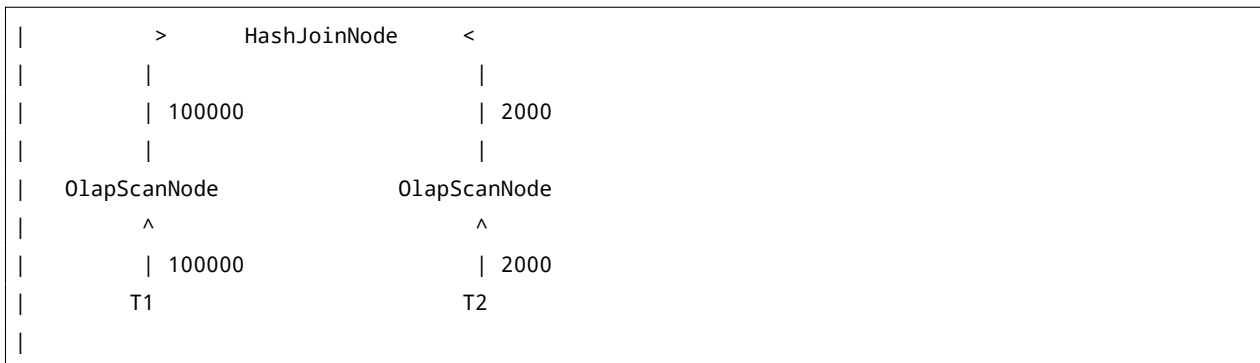 |          >      HashJoinNode     <
|         |                         |
|         | 100000                  | 2000
|         |                         |
|   OlapScanNode              OlapScanNode
|         ^                         ^
|         | 100000                  | 2000
|        T1                        T2
|